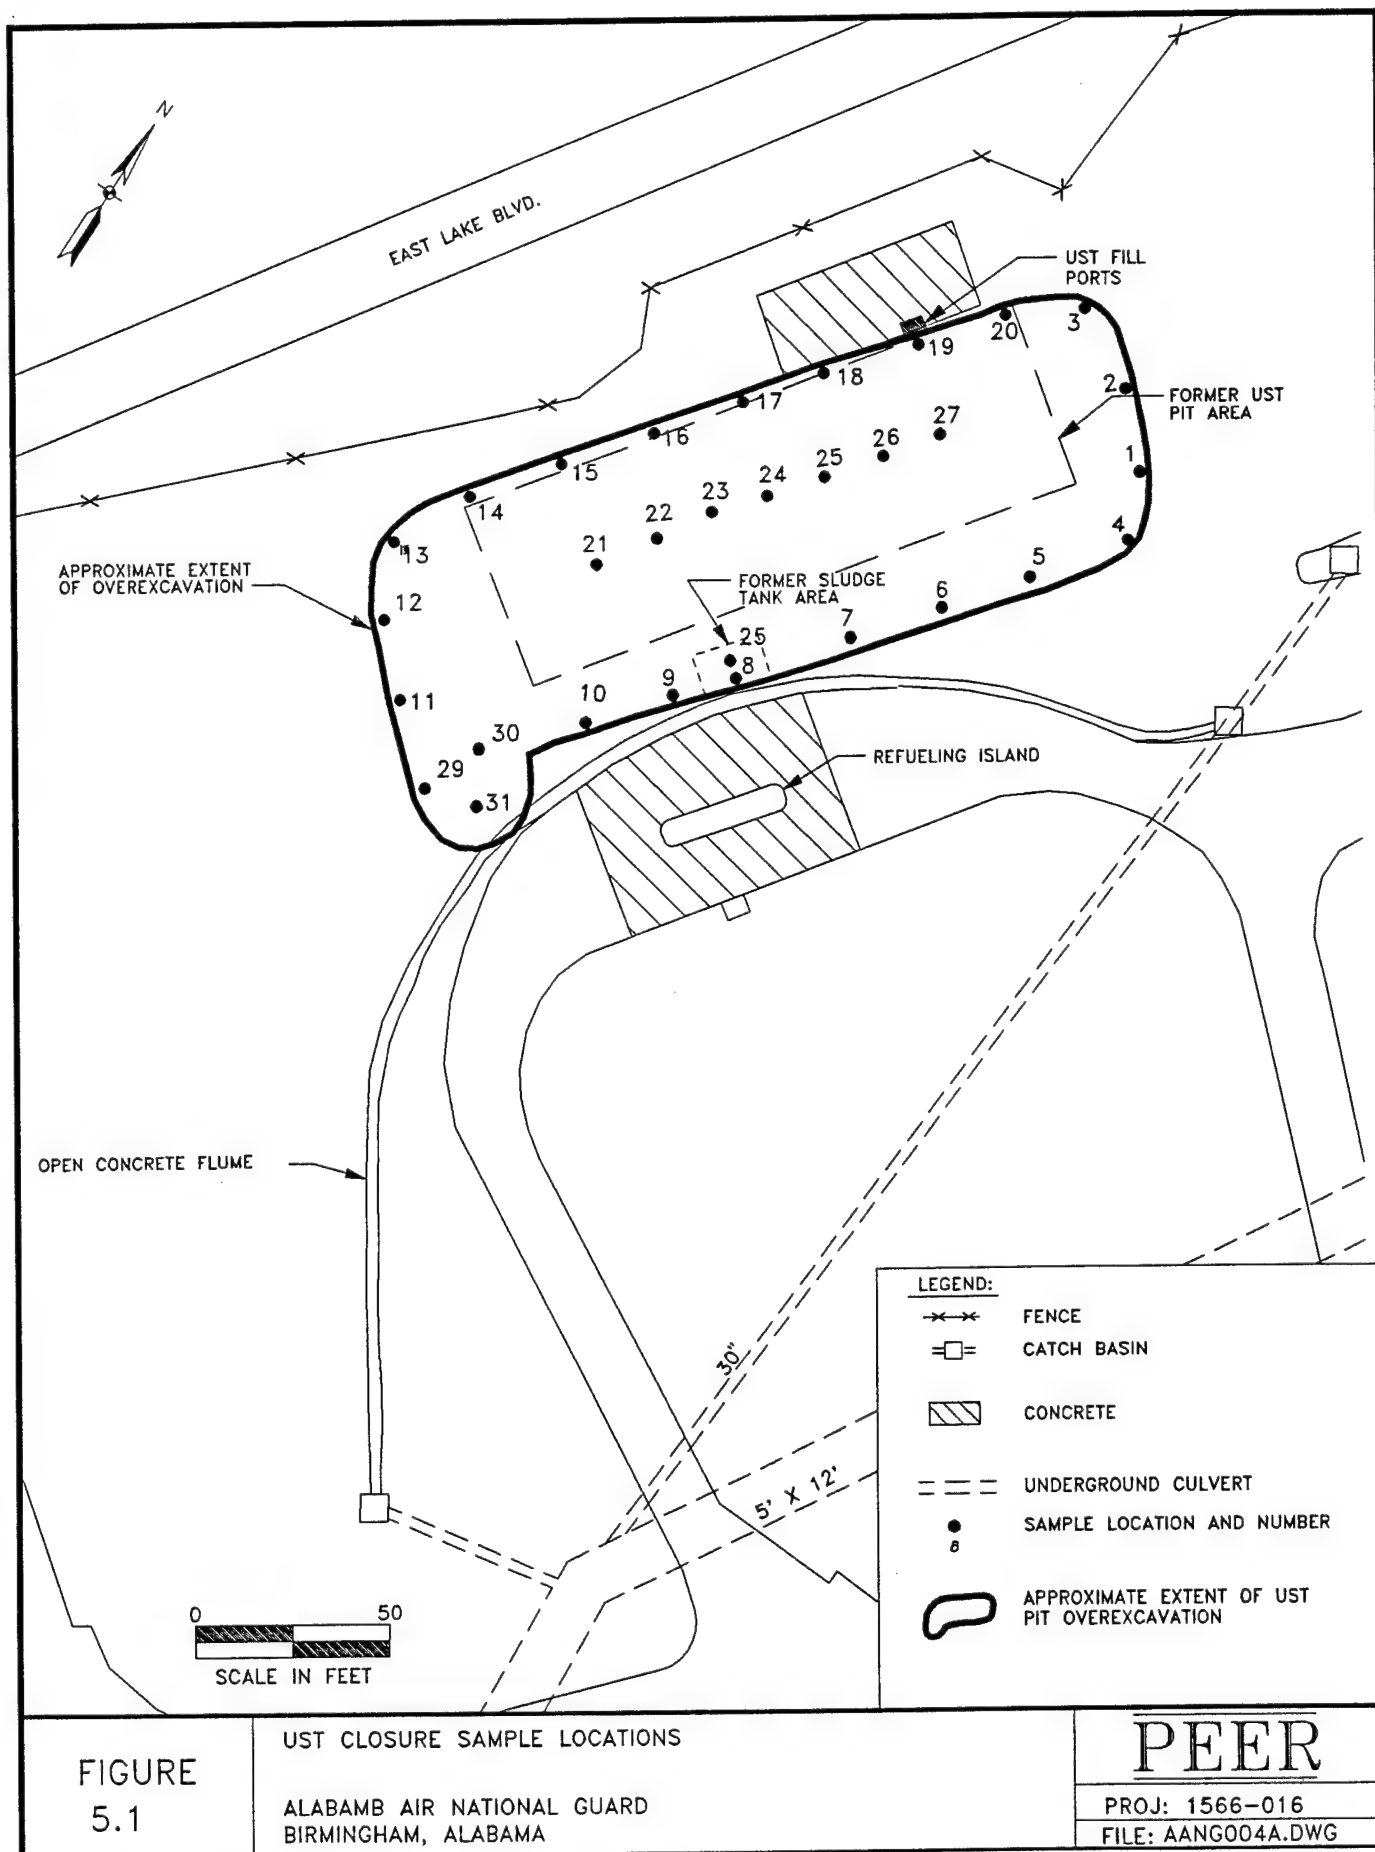 N
EAST LAKE BLVD.
UST FILL
PORTS
20
3
19
18
2
17
FORMER UST
PIT AREA
16
27
26
15
25
1
24
14
23
22
4
13
21
5
APPROXIMATE EXTENT
OF OVEREXCAVATION
FORMER SLUDGE
TANK AREA
12
6
7
25
8
9
11
10
30
REFUELING ISLAND
29
31
OPEN CONCRETE FLUME
30"
5' X 12'
LEGEND:
FENCE
CATCH BASIN
CONCRETE
UNDERGROUND CULVERT
SAMPLE LOCATION AND NUMBER
8
APPROXIMATE EXTENT OF UST
PIT OVEREXCAVATION
0 50
SCALE IN FEET
FIGURE
5.1
UST CLOSURE SAMPLE LOCATIONS
ALABAMB AIR NATIONAL GUARD
BIRMINGHAM, ALABAMA
PEER
PROJ: 1566-016
FILE: AANG004A.DWG